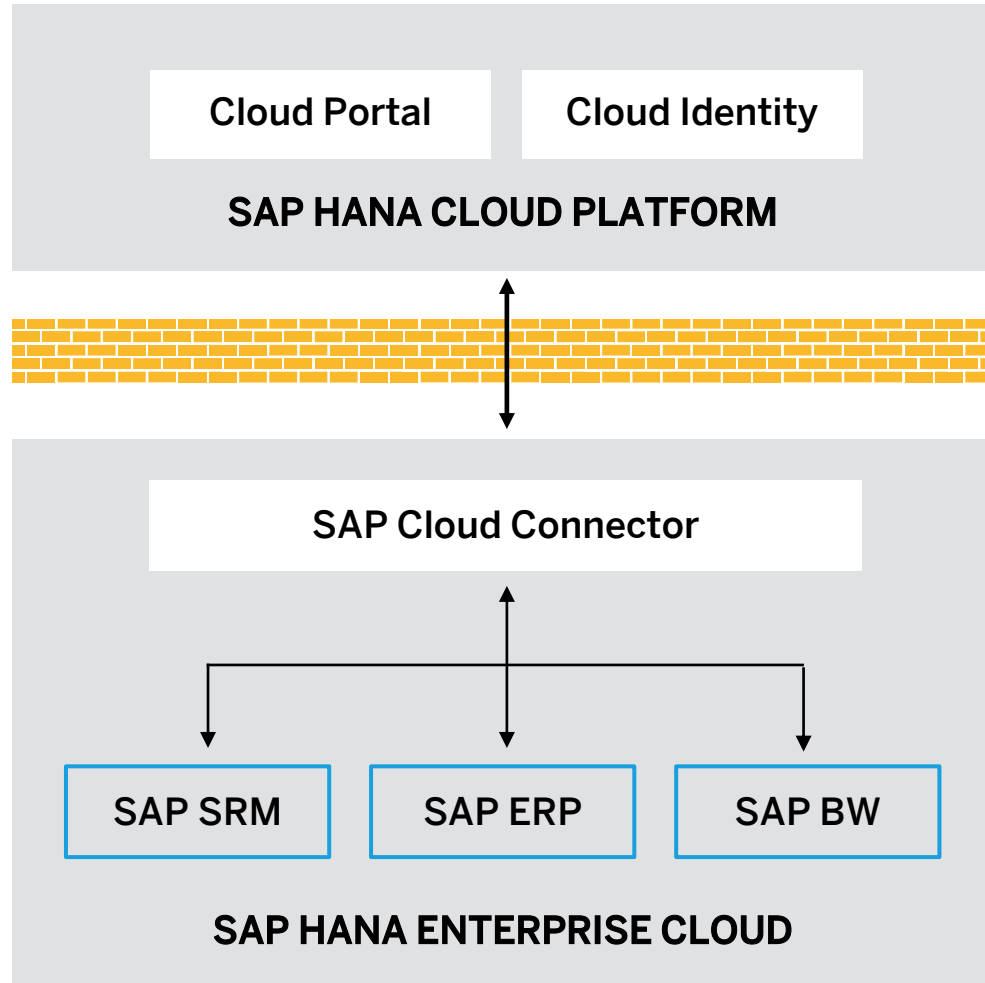 Cloud Portal
Cloud Identity
SAP HANA CLOUD PLATFORM
SAP Cloud Connector
SAP SRM
SAP ERP
SAP BW
SAP HANA ENTERPRISE CLOUD